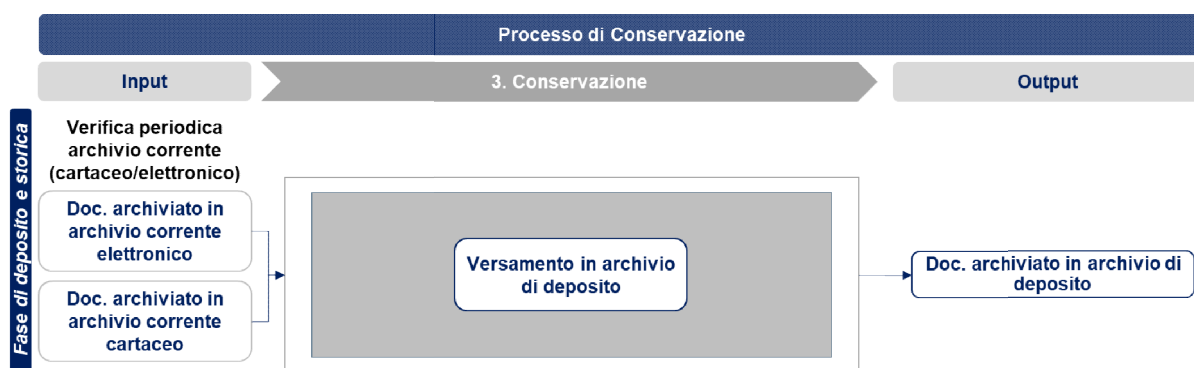 Processo di Conservazione
Input
3. Conservazione
Output
Fase di deposito e storica
Verifica periodica
archivio corrente
(cartaceo/elettronico)
Doc. archiviato in
archivio corrente
elettronico
Doc. archiviato in
archivio corrente
cartaceo
Versamento in archivio
di deposito
Doc. archiviato in archivio di
deposito